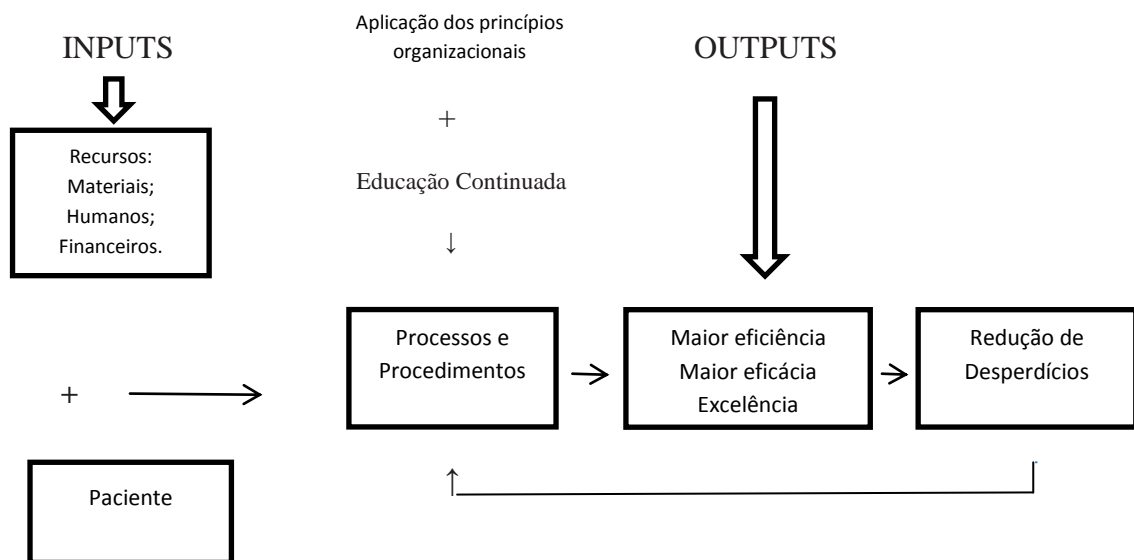 INPUTS
Recursos:
Materiais;
Humanos;
Financeiros.
+
Paciente
Aplicação dos princípios
organizacionais
+
Educação Continuada
↓
Processos e
Procedimentos
OUTPUTS
Maior eficiência
Maior eficácia
Excelência
Redução de
Desperdícios